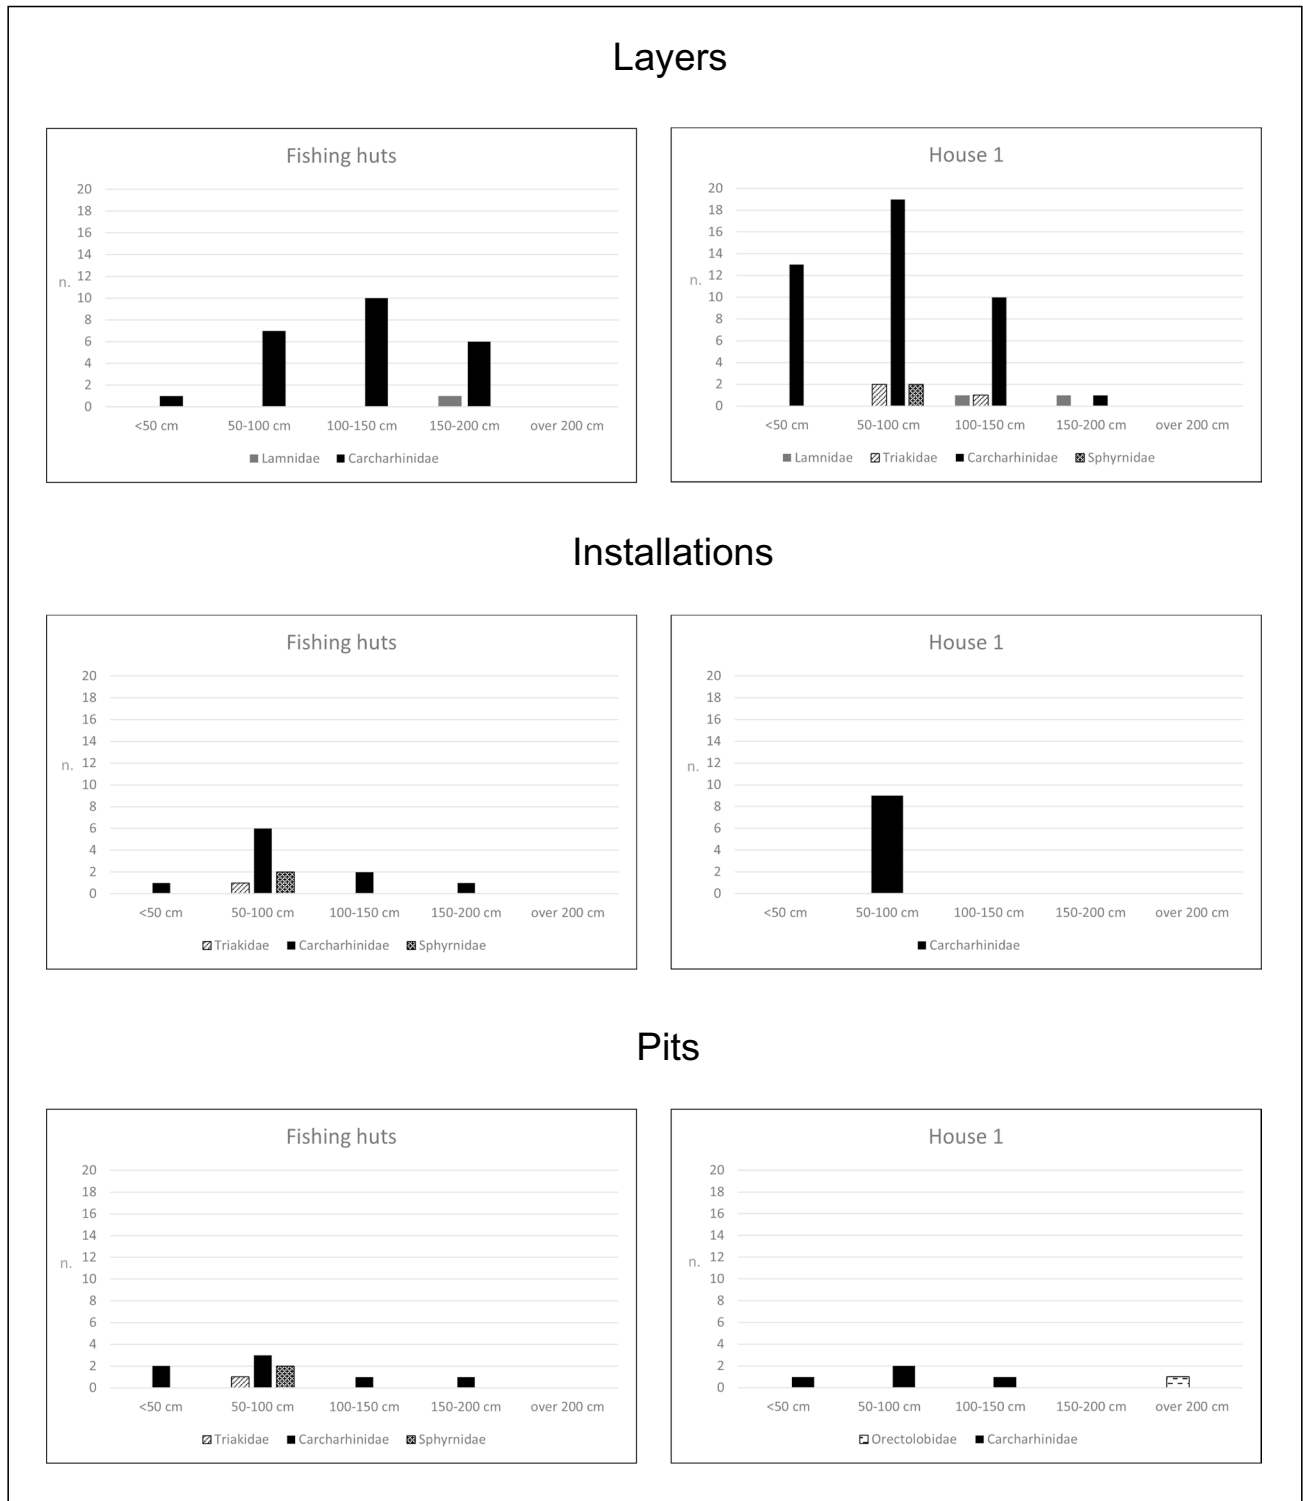 Layers
Fishing huts
20
18
16
14
12
10
8
6
4
2
0
n.
<50 cm 50-100 cm 100-150 cm 150-200 cm over 200 cm
Lamnidae Carcharhinidae
House 1
20
18
16
14
12
10
8
6
4
2
0
n.
<50 cm 50-100 cm 100-150 cm 150-200 cm over 200 cm
Lamnidae Triakidae Carcharhinidae Sphyrnidae
Installations
Fishing huts
20
18
16
14
12
10
8
6
4
2
0
n.
<50 cm 50-100 cm 100-150 cm 150-200 cm over 200 cm
Triakidae Carcharhinidae Sphyrnidae
House 1
20
18
16
14
12
10
8
6
4
2
0
n.
<50 cm 50-100 cm 100-150 cm 150-200 cm over 200 cm
Carcharhinidae
Pits
Fishing huts
20
18
16
14
12
10
8
6
4
2
0
n.
<50 cm 50-100 cm 100-150 cm 150-200 cm over 200 cm
Triakidae Carcharhinidae Sphyrnidae
House 1
20
18
16
14
12
10
8
6
4
2
0
n.
<50 cm 50-100 cm 100-150 cm 150-200 cm over 200 cm
Orectolobidae Carcharhinidae